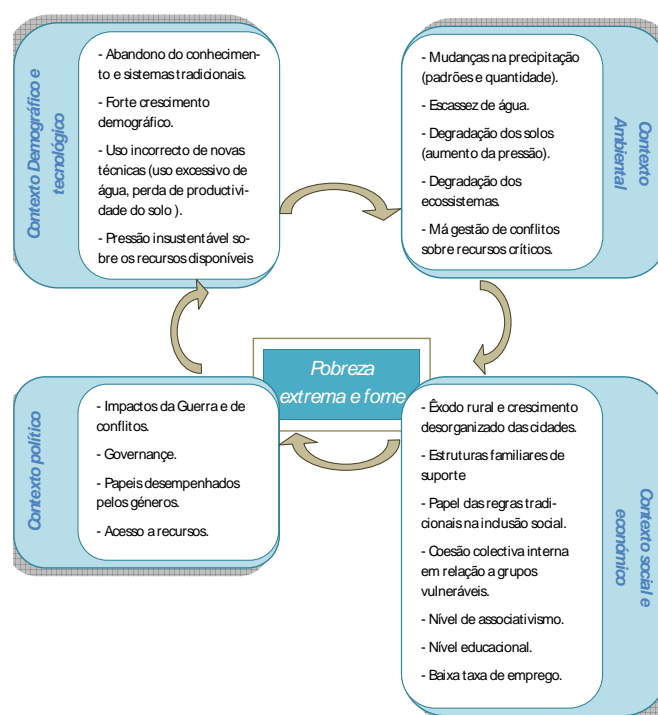 Contexto Demográfico e
tecnológico
- Abandono do conhecimen-
to e sistemas tradicionais.
- Forte crescimento
demográfico.
- Uso incorrecto de novas
técnicas (uso excessivo de
água, perda de productivi-
dade do solo ).
- Pressão insustentável so-
bre os recursos disponíveis
- Mudanças na precipitação
(padrões e quantidade).
- Escassez de água.
- Degradação dos solos
(aumento da pressão).
- Degradação dos
ecossistemas.
- Má gestão de conflitos
sobre recursos críticos.
Contexto
Ambiental
Pobreza
extrema e fome
Contexto político
- Impactos da Guerra e de
conflitos.
- Governançe.
- Papeis desempenhados
pelos géneros.
- Acesso a recursos.
- Êxodo rural e crescimento
desorganizado das cidades.
- Estruturas familiares de
suporte
- Papel das regras tradi-
cionais na inclusão social.
- Coesão colectiva interna
em relação a grupos
vulneráveis.
- Nível de associativismo.
- Nível educacional.
- Baixa taxa de emprego.
Contexto social e
económico